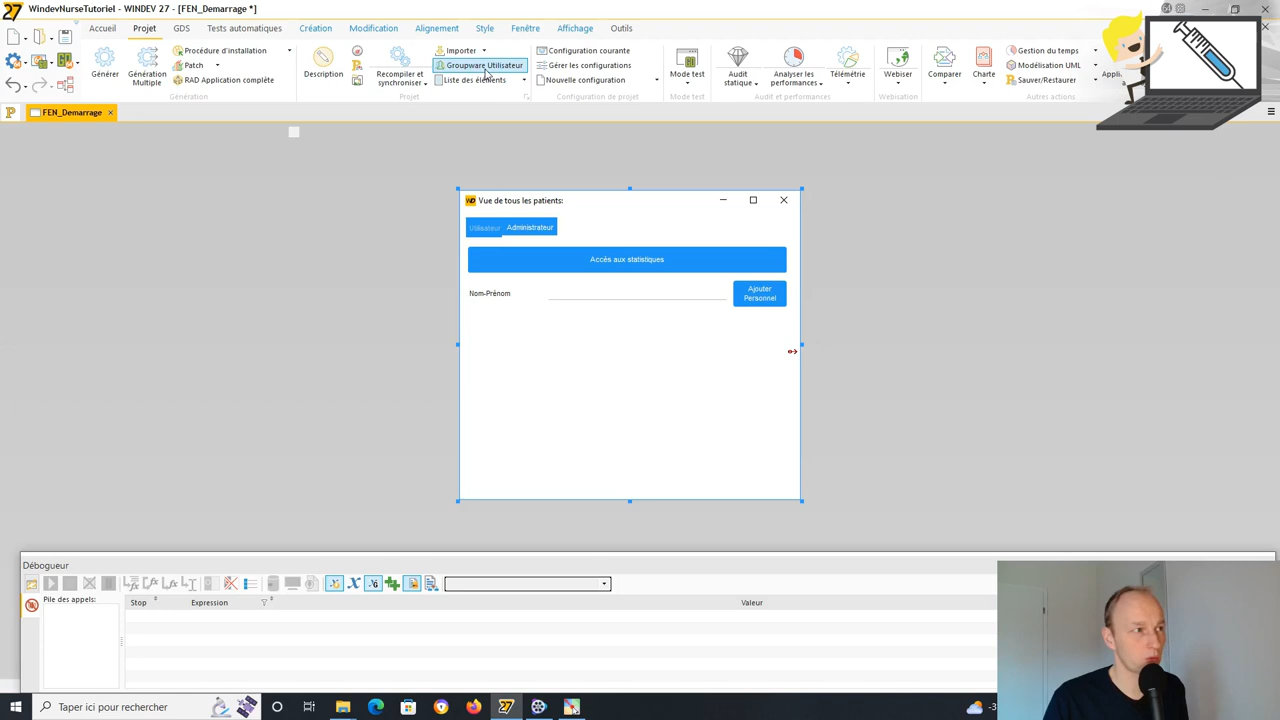 27 WindevNurseTutoriel - WINDEV 27 - [FEN_Demarrage *]
Accueil Projet GDS Tests automatiques Création Modification Alignement Style Fenêtre Affichage Outils
Procédure d'installation
Patch
RAD Application complète
Générer
Génération Multiple
Génération
Description
Recompiler et synchroniser
Importer
Groupware Utilisateur
Liste des éléments
Projet
Configuration courante
Gérer les configurations
Nouvelle configuration
Configuration de projet
Mode test
Mode test
Audit statique
Analyser les performances
Télémétrie
Audit et performances
Webiser
Webisation
Comparer
Charte
Gestion du temps
Modélisation UML
Sauver/Restaurer
Autres actions
FEN_Demarrage
Vue de tous les patients:
Utilisateur Administrateur
Accès aux statistiques
Nom-Prénom
Ajouter
Personnel
Débogueur
Pile des appels:
Stop Expression Valeur
Taper ici pour rechercher
27